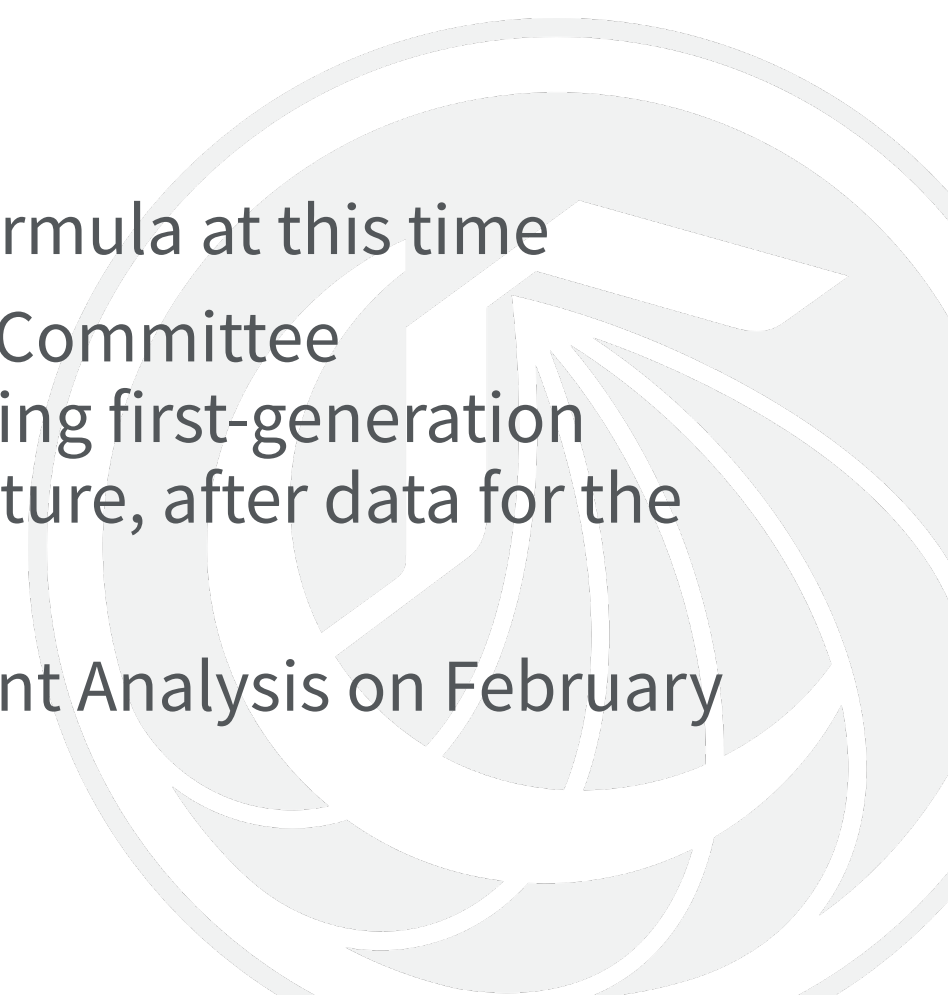 rmula at this time
Committee
ing first-generation
ture, after data for the
nt Analysis on February